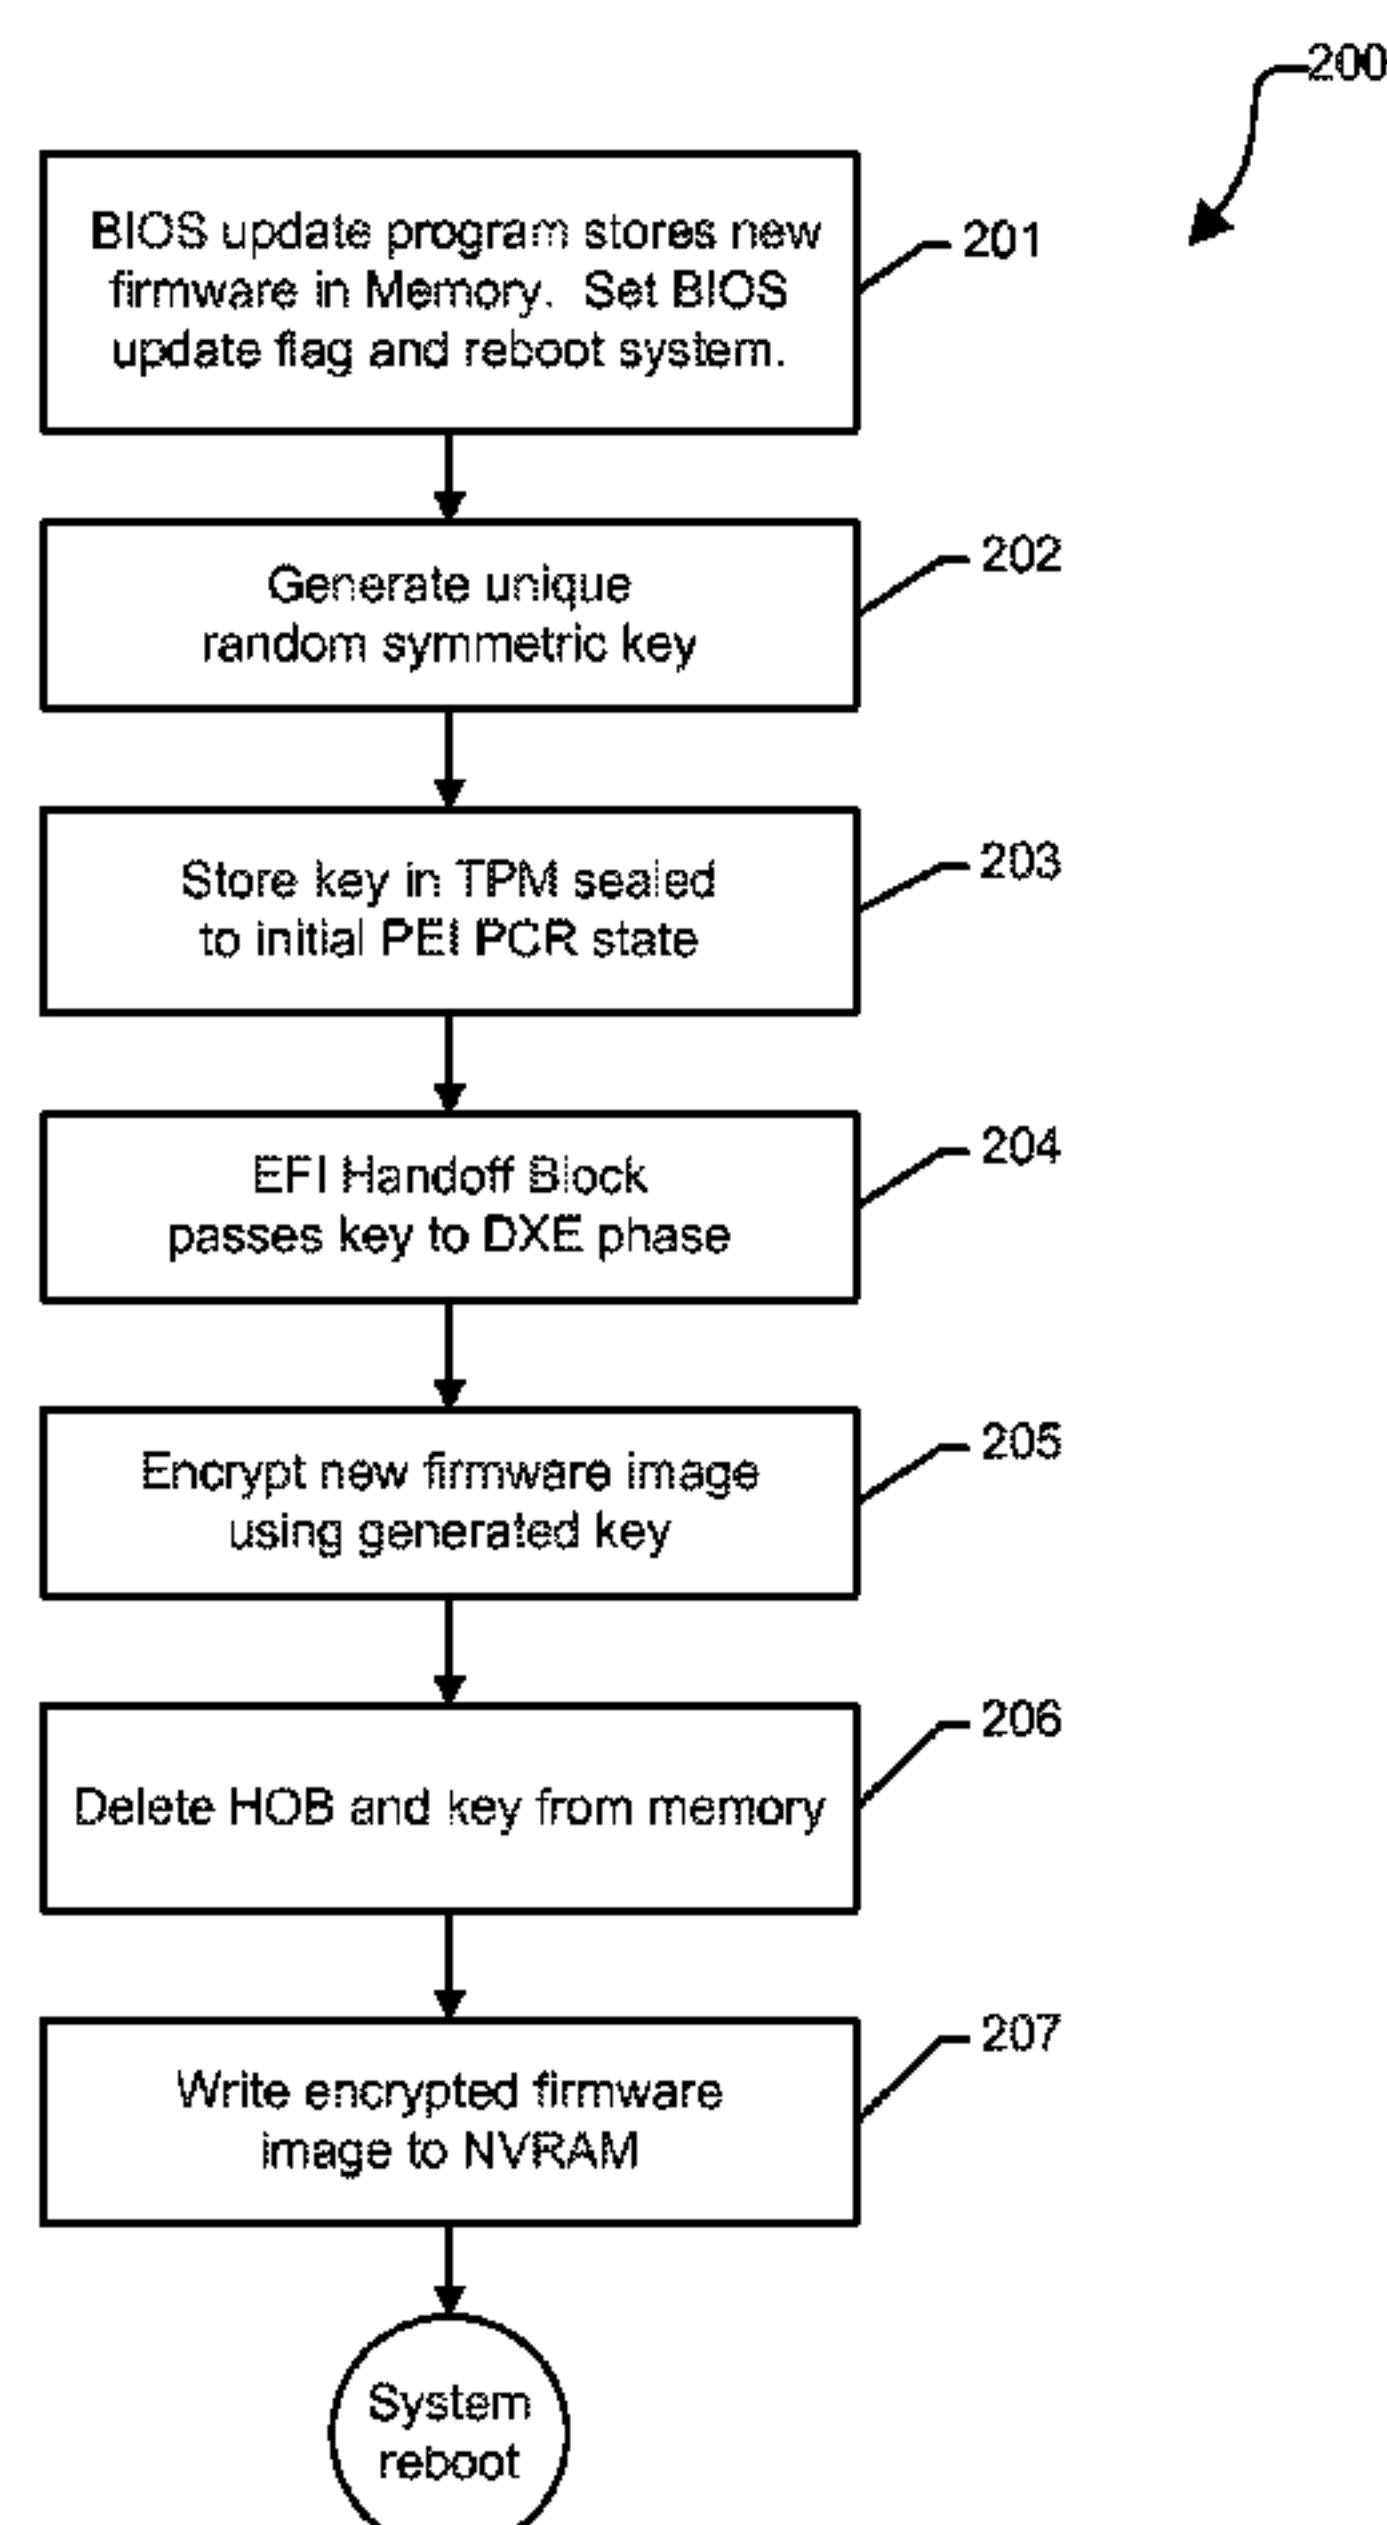 200
BIOS update program stores new
firmware in Memory. Set BIOS
update flag and reboot system.
201
Generate unique
random symmetric key
202
Store key in TPM sealed
to initial PEI PCR state
203
EFI Handoff Block
passes key to DXE phase
204
Encrypt new firmware image
using generated key
205
Delete HOB and key from memory
206
Write encrypted firmware
image to NVRAM
207
System
reboot